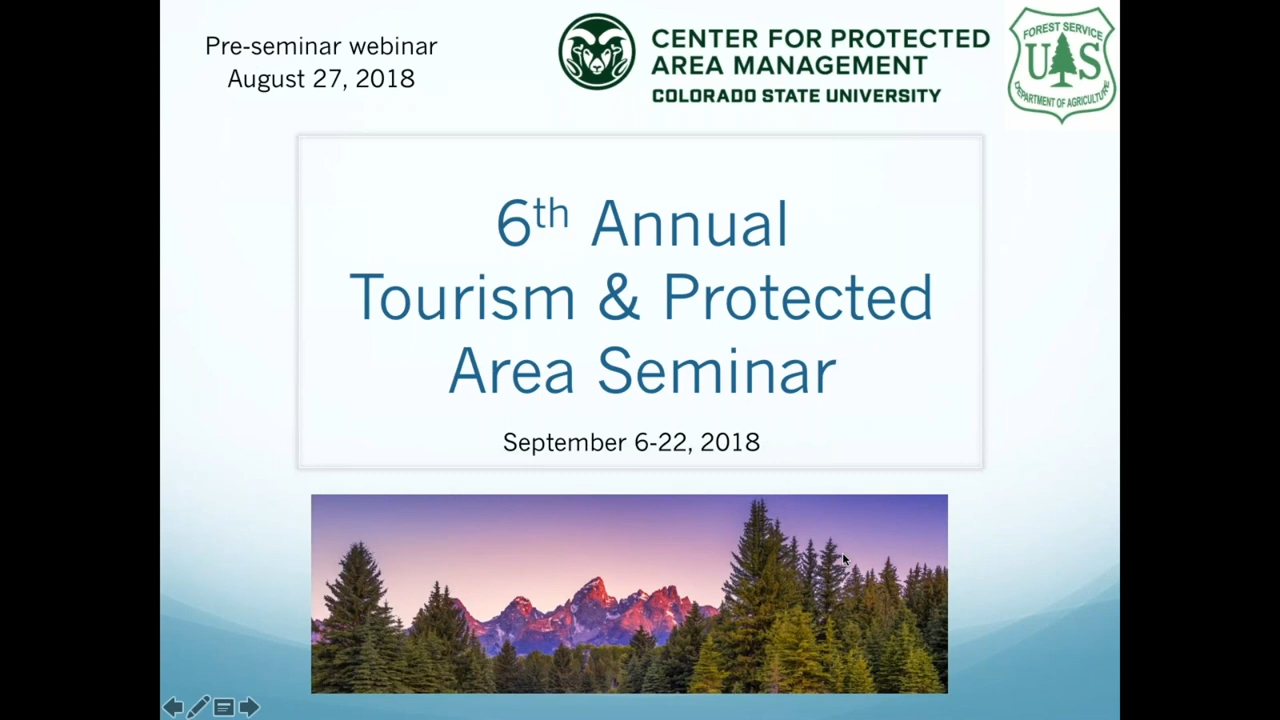 Pre-seminar webinar
August 27, 2018
CENTER FOR PROTECTED
AREA MANAGEMENT
COLORADO STATE UNIVERSITY
FOREST SERVICE
U S
DEPARTMENT OF AGRICULTURE
6th Annual
Tourism & Protected
Area Seminar
September 6-22, 2018